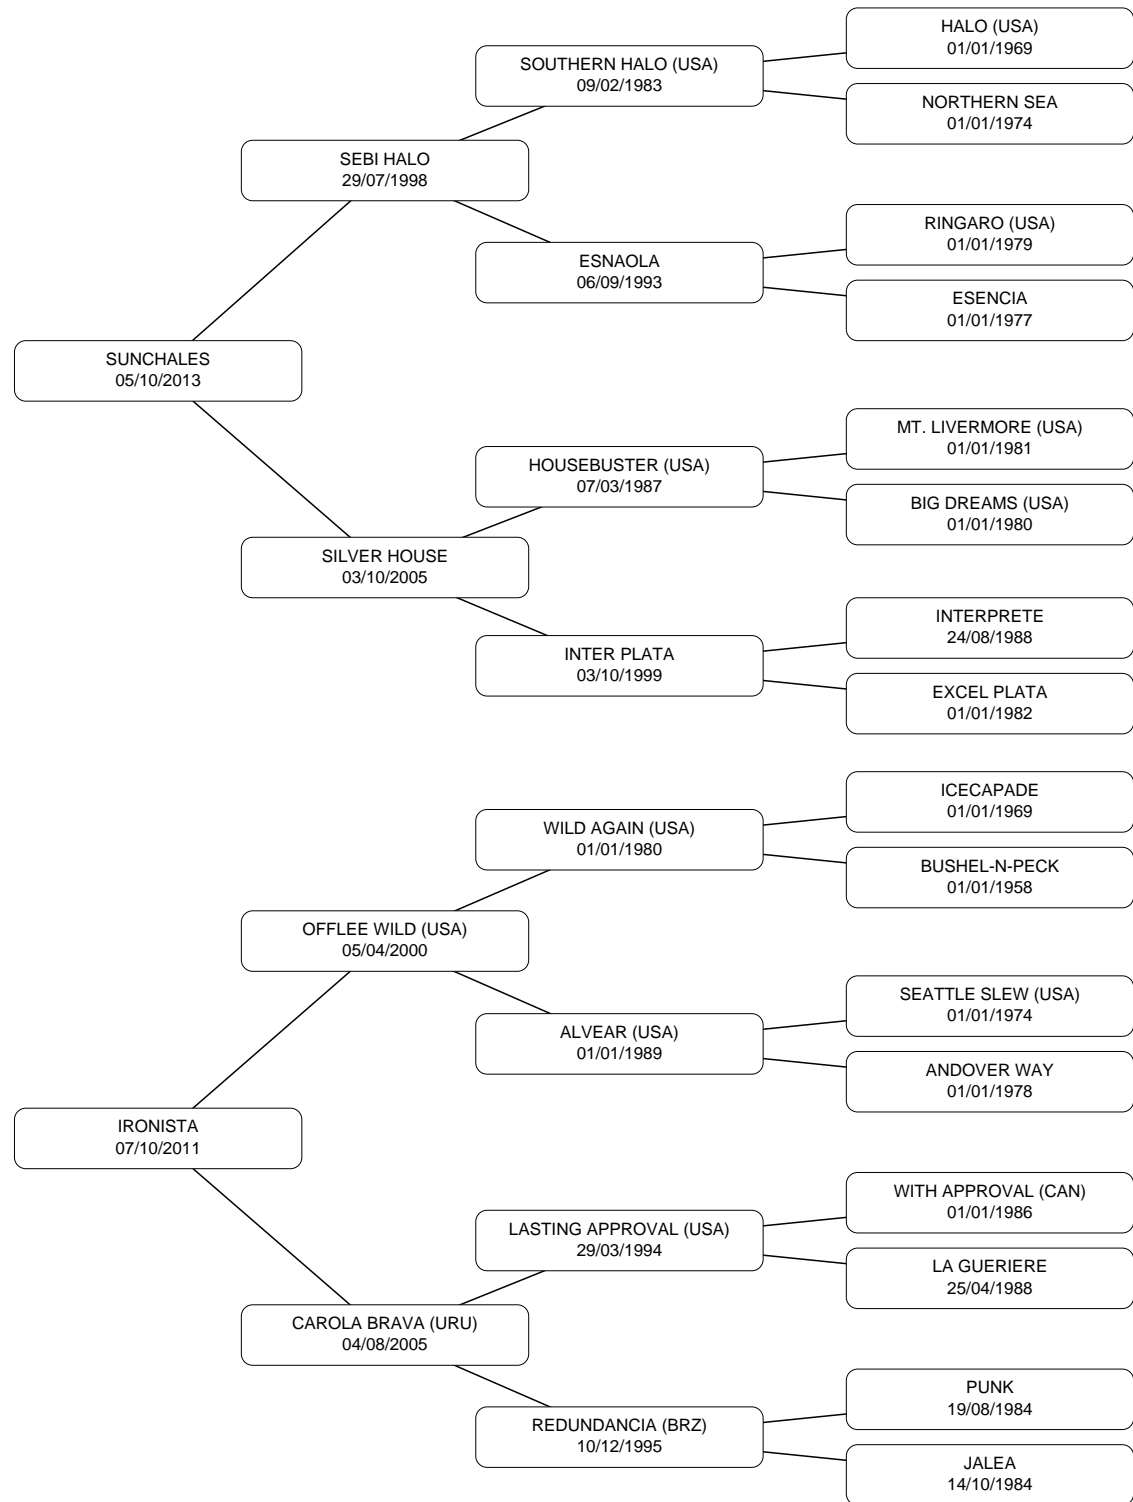 HALO (USA)
01/01/1969
SOUTHERN HALO (USA)
09/02/1983
NORTHERN SEA
01/01/1974
SEBI HALO
29/07/1998
RINGARO (USA)
01/01/1979
ESNAOLA
06/09/1993
ESENCIA
01/01/1977
SUNCHALES
05/10/2013
MT. LIVERMORE (USA)
01/01/1981
HOUSEBUSTER (USA)
07/03/1987
BIG DREAMS (USA)
01/01/1980
SILVER HOUSE
03/10/2005
INTERPRETE
24/08/1988
INTER PLATA
03/10/1999
EXCEL PLATA
01/01/1982
ICECAPADE
01/01/1969
WILD AGAIN (USA)
01/01/1980
BUSHEL-N-PECK
01/01/1958
OFFLEE WILD (USA)
05/04/2000
SEATTLE SLEW (USA)
01/01/1974
ALVEAR (USA)
01/01/1989
ANDOVER WAY
01/01/1978
IRONISTA
07/10/2011
WITH APPROVAL (CAN)
01/01/1986
LASTING APPROVAL (USA)
29/03/1994
LA GUERIERE
25/04/1988
CAROLA BRAVA (URU)
04/08/2005
PUNK
19/08/1984
REDUNDANCIA (BRZ)
10/12/1995
JALEA
14/10/1984